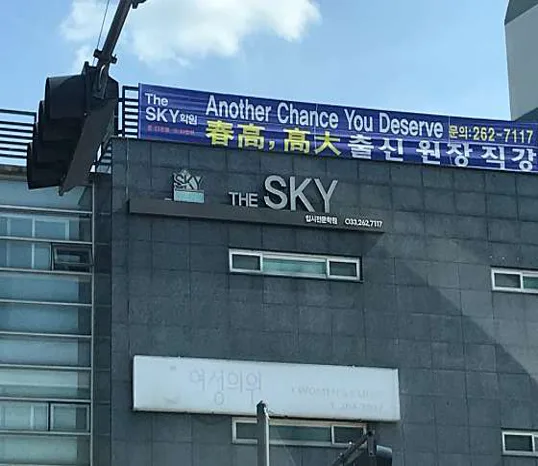 The
SKY학원
Another Chance You Deserve
문의:262-7117
春高, 高大 출신 원장 직강
SKY
THE SKY
입시전문학원 033.262.7117
여성의원